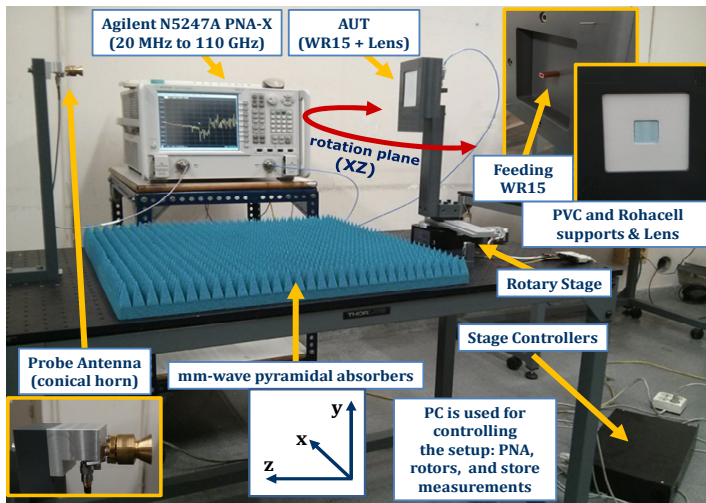 Agilent N5247A PNA-X
(20 MHz to 110 GHz)
AUT
(WR15 + Lens)
rotation plane
(XZ)
Feeding
WR15
PVC and Rohacell
supports & Lens
Rotary Stage
THOR
Stage Controllers
Probe Antenna
(conical horn)
mm-wave pyramidal absorbers
y
x
z
PC is used for
controlling
the setup: PNA,
rotors, and store
measurements